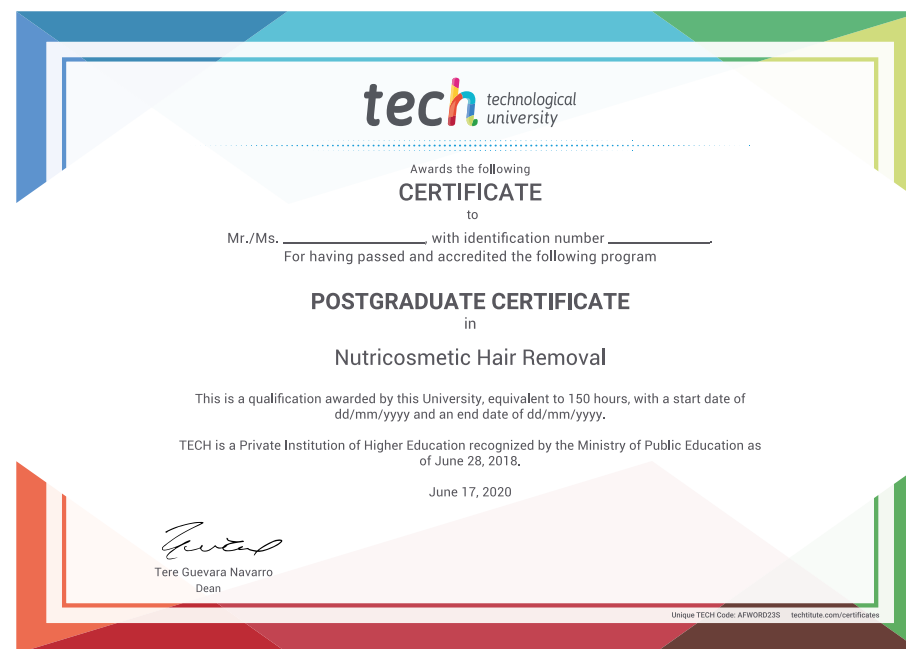 tech technological
university
Awards the following
CERTIFICATE
to
Mr./Ms. ____________________, with identification number ______________.
For having passed and accredited the following program
POSTGRADUATE CERTIFICATE
in
Nutricosmetic Hair Removal
This is a qualification awarded by this University, equivalent to 150 hours, with a start date of
dd/mm/yyyy and an end date of dd/mm/yyyy.
TECH is a Private Institution of Higher Education recognized by the Ministry of Public Education as
of June 28, 2018.
June 17, 2020
Tere Guevara Navarro
Dean
Unique TECH Code: AFWORD23S techtitute.com/certificates